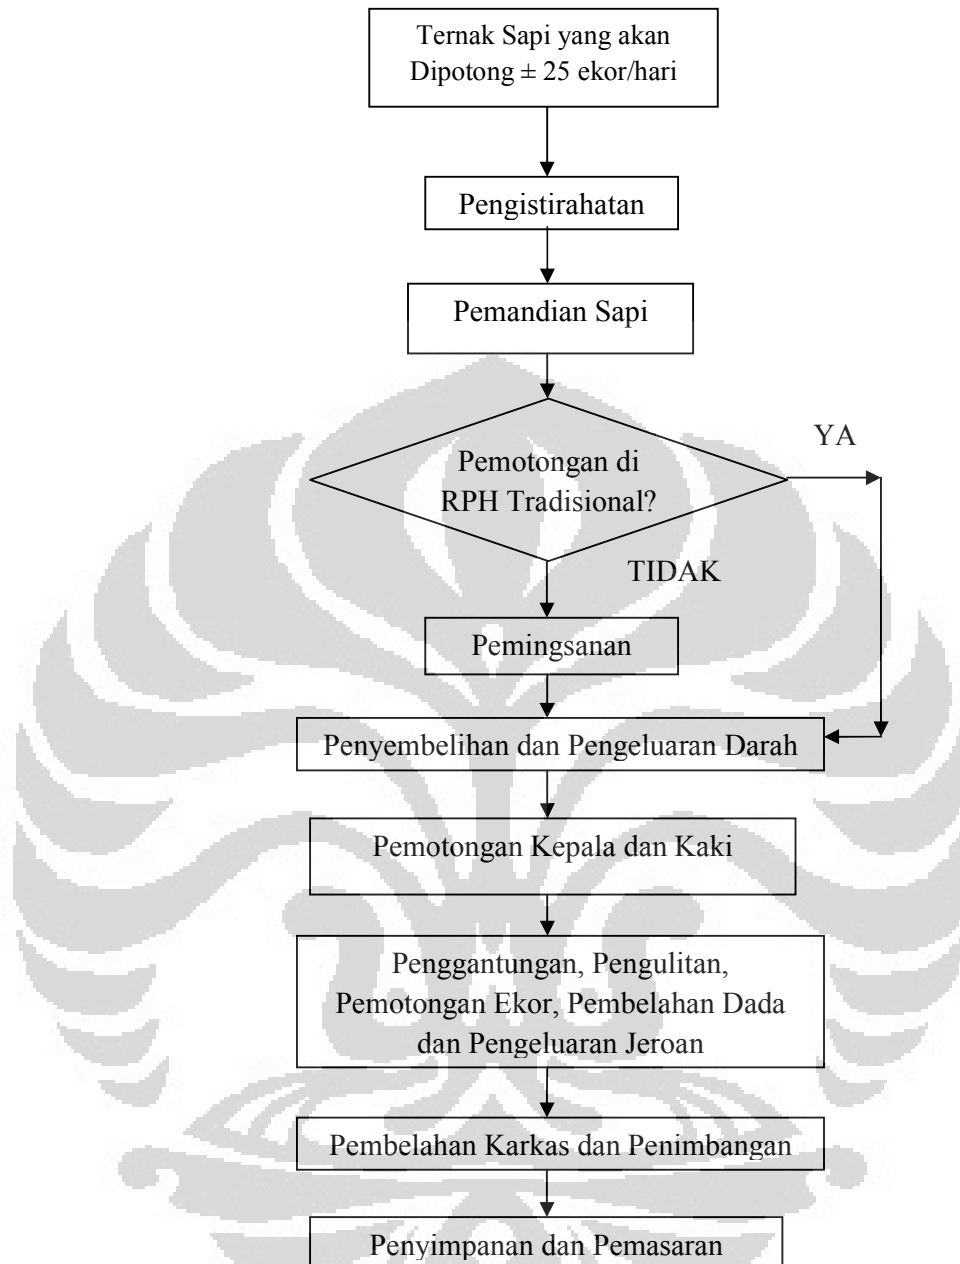 Ternak Sapi yang akan
Dipotong ± 25 ekor/hari
Pengistirahatan
Pemandian Sapi
YA
Pemotongan di
RPH Tradisional?
TIDAK
Pemingsanan
Penyembelihan dan Pengeluaran Darah
Pemotongan Kepala dan Kaki
Penggantungan, Pengulitan,
Pemotongan Ekor, Pembelahan Dada
dan Pengeluaran Jeroan
Pembelahan Karkas dan Penimbangan
Penyimpanan dan Pemasaran